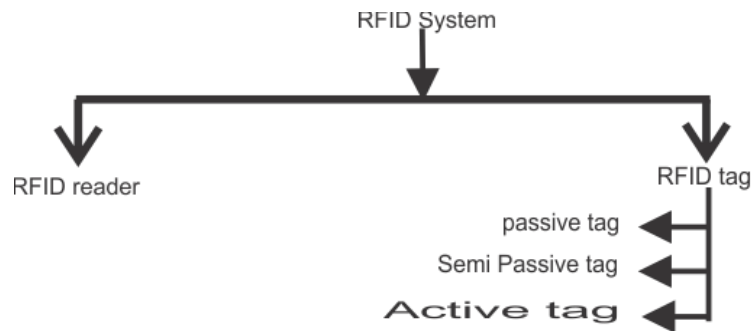 RFID System
RFID reader
RFID tag
passive tag
Semi Passive tag
Active tag